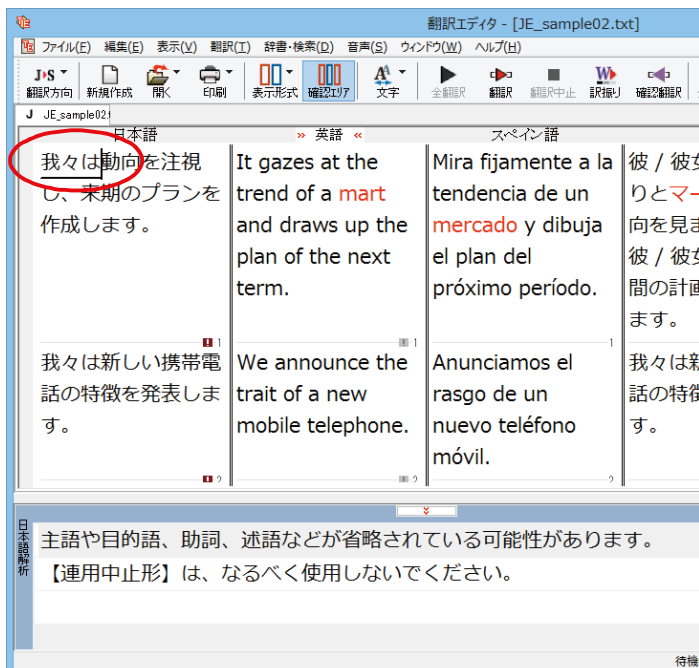 翻訳エディタ - [JE_sample02.txt]
ファイル(F) 編集(E) 表示(V) 翻訳(T) 辞書・検索(D) 音声(S) ウィンドウ(W) ヘルプ(H)
J▸S
翻訳方向 新規作成 開く 印刷 表示形式 確認エリア 文字 全翻訳 翻訳 翻訳中止 訳振り 確認翻訳
J JE_sample02.t
日本語 » 英語 « スペイン語
我々は動向を注視
し、来期のプランを
作成します。
1
It gazes at the
trend of a mart
and draws up the
plan of the next
term.
1
Mira fijamente a la
tendencia de un
mercado y dibuja
el plan del
próximo período.
1
彼 / 彼女
りとマー
向を見ま
彼 / 彼女
間の計画
ます。
我々は新しい携帯電
話の特徴を発表しま
す。
2
We announce the
trait of a new
mobile telephone.
2
Anunciamos el
rasgo de un
nuevo teléfono
móvil.
2
我々は新
話の特徴
す。
日本語解析
主語や目的語、助詞、述語などが省略されている可能性があります。
【連用中止形】は、なるべく使用しないでください。
待機